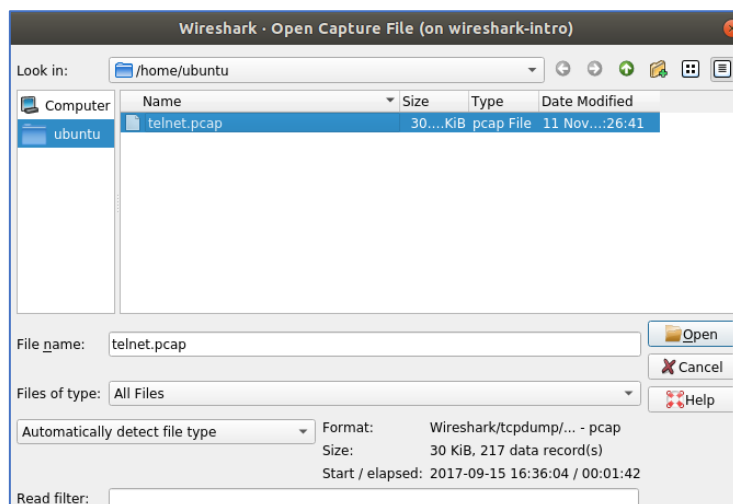 Wireshark · Open Capture File (on wireshark-intro)
Look in: /home/ubuntu
Computer
ubuntu
Name Size Type Date Modified
telnet.pcap 30....KiB pcap File 11 Nov...:26:41
File name: telnet.pcap
Open
Cancel
Files of type: All Files
Help
Automatically detect file type
Format: Wireshark/tcpdump/... - pcap
Size: 30 KiB, 217 data record(s)
Start / elapsed: 2017-09-15 16:36:04 / 00:01:42
Read filter: